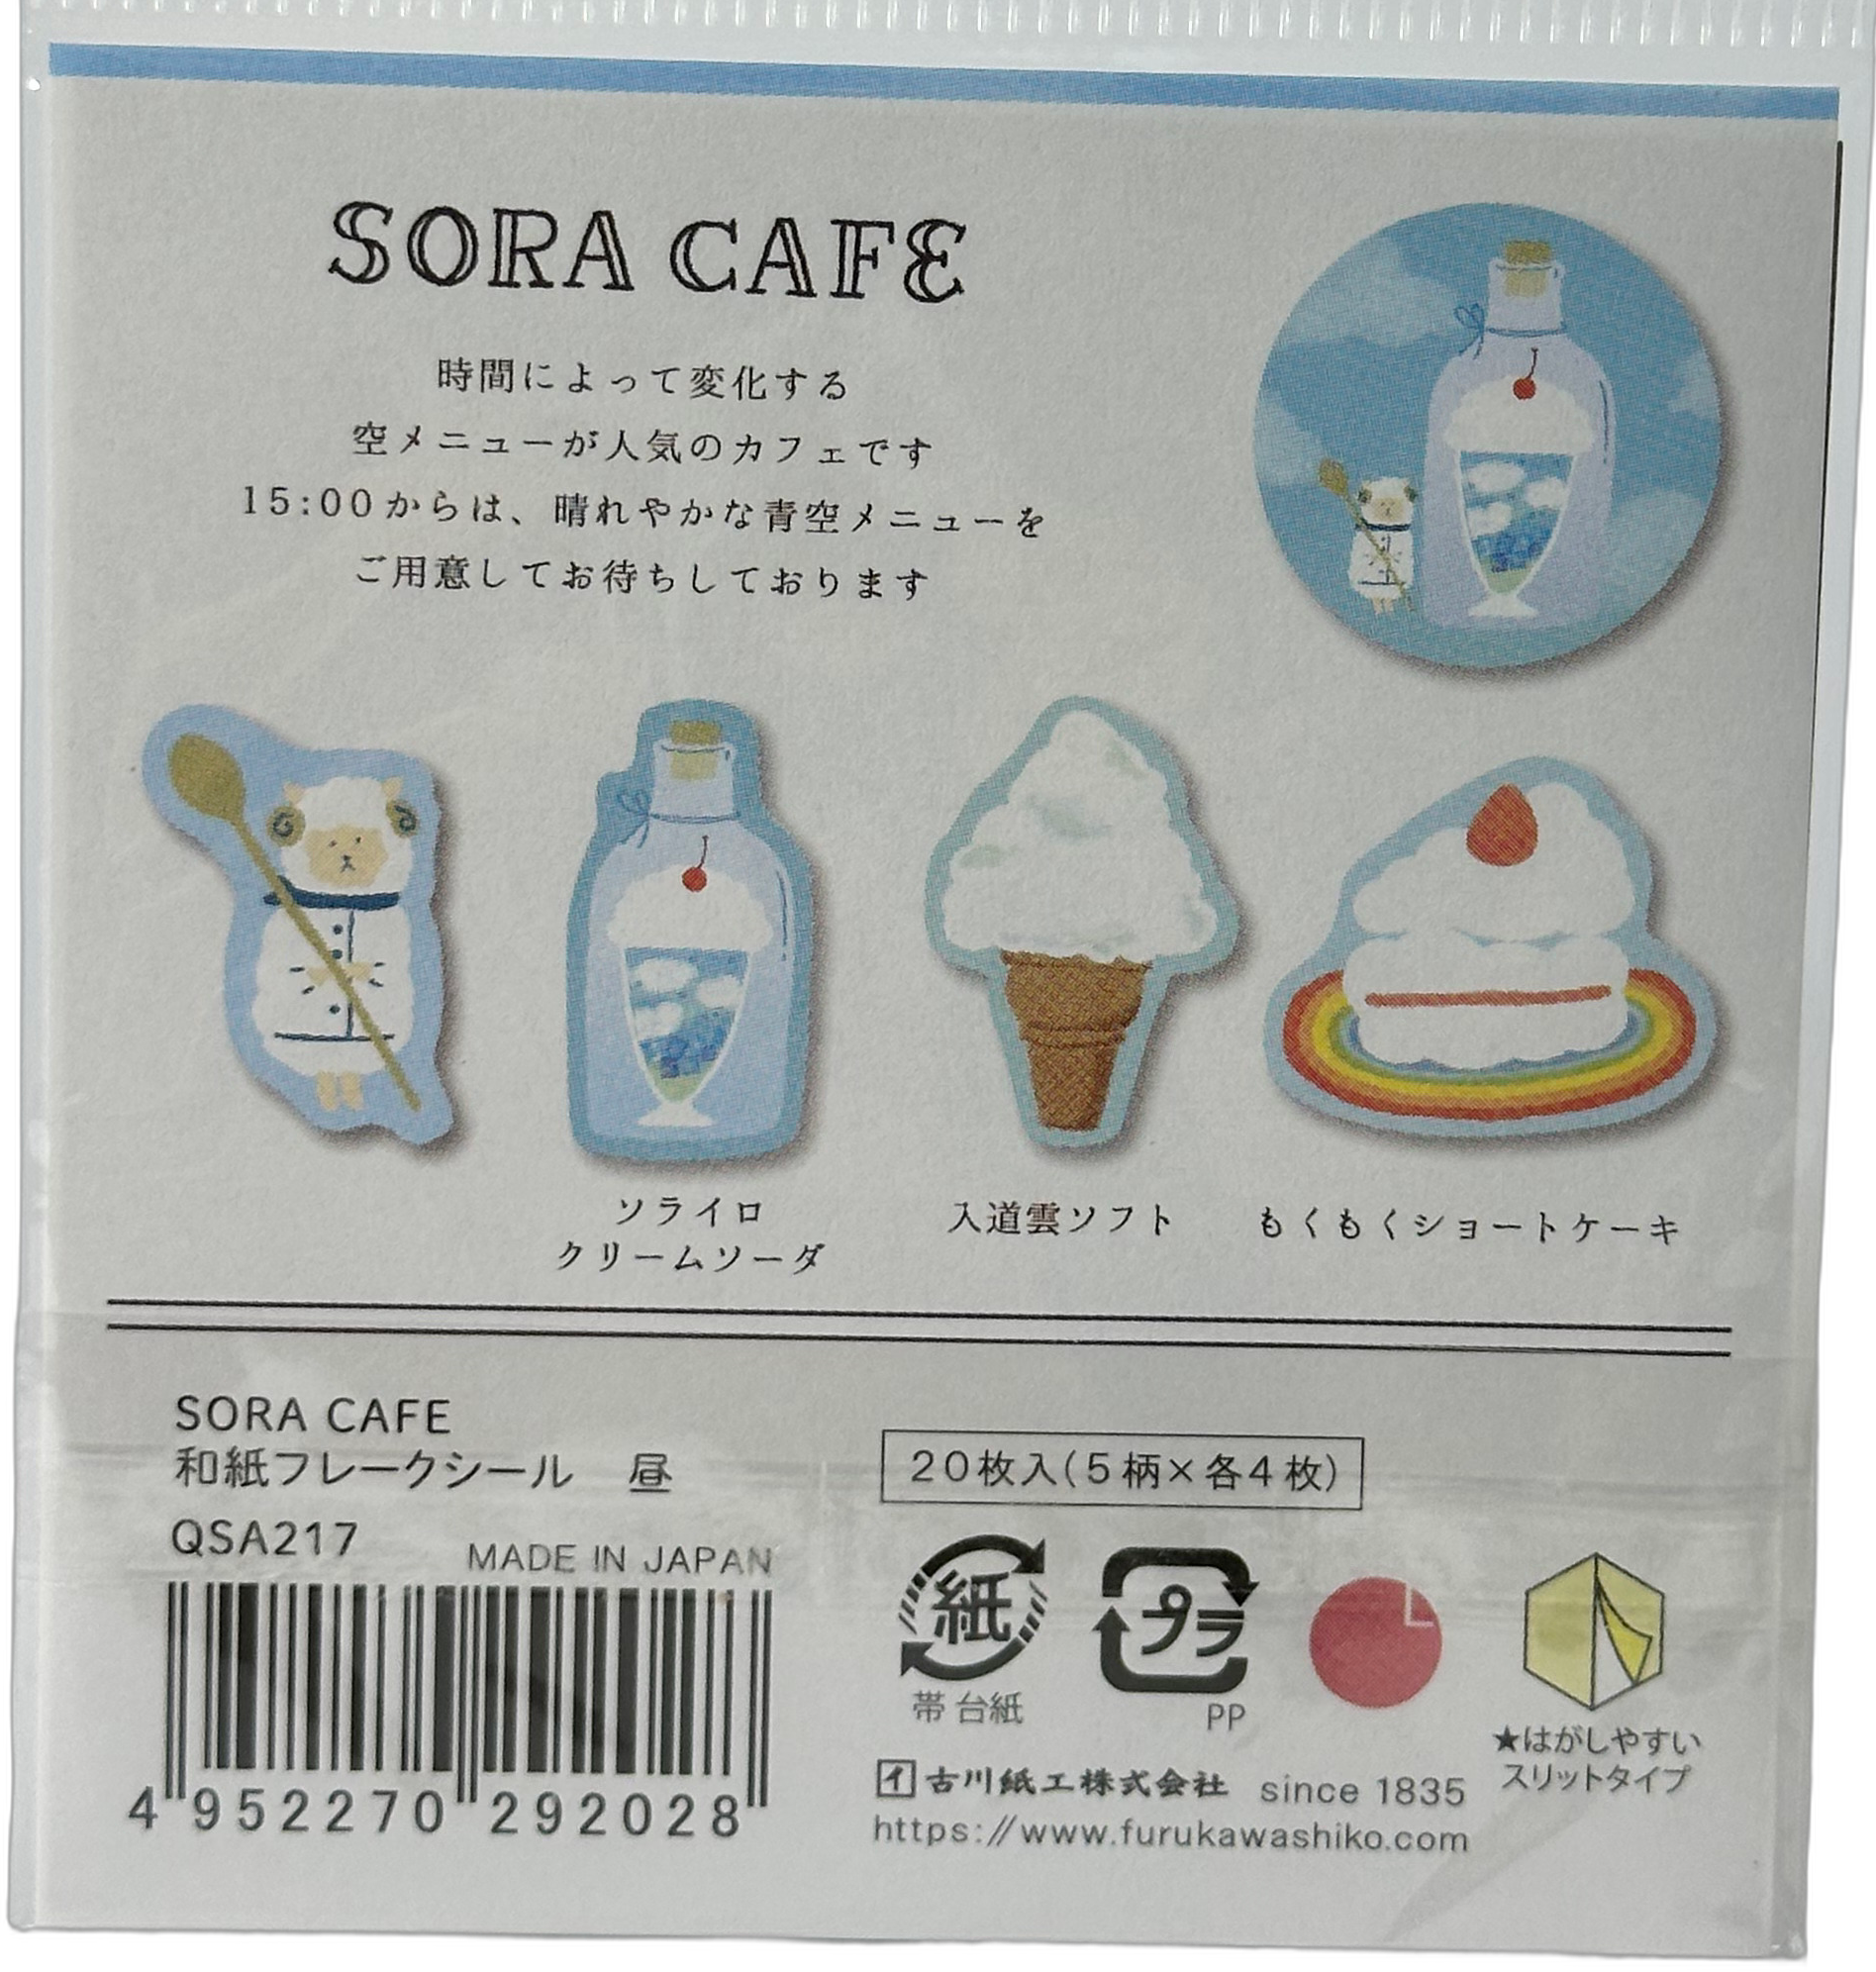 SORA CAFE
時間によって変化する
空メニューが人気のカフェです
15:00からは、晴れやかな青空メニューを
ご用意してお待ちしております
ソライロ
クリームソーダ
入道雲ソフト
もくもくショートケーキ
SORA CAFE
和紙フレークシール 昼
QSA217
MADE IN JAPAN
4 952270 292028
20枚入(5柄×各4枚)
紙
帯 台紙
プラ
PP
★はがしやすい
スリットタイプ
イ 古川紙工株式会社 since 1835
https://www.furukawashiko.com